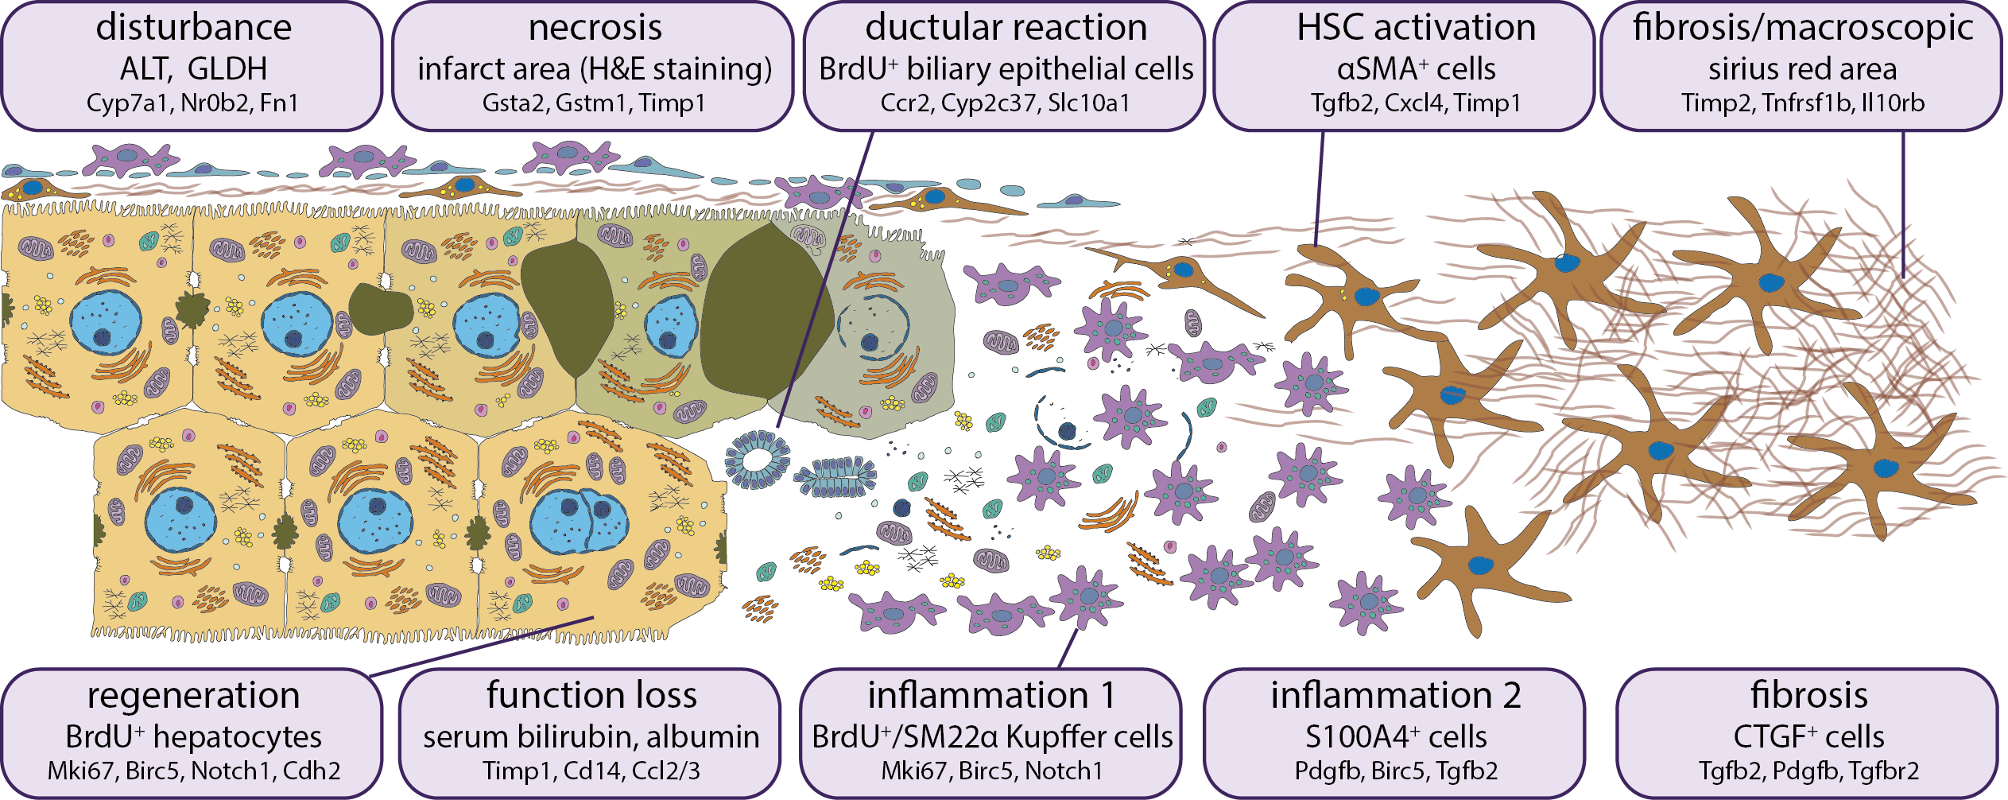 disturbance
ALT, GLDH
Cyp7a1, Nr0b2, Fn1
necrosis
infarct area (H&E staining)
Gsta2, Gstm1, Timp1
ductular reaction
BrdU⁺ biliary epithelial cells
Ccr2, Cyp2c37, Slc10a1
HSC activation
αSMA⁺ cells
Tgfb2, Cxcl4, Timp1
fibrosis/macroscopic
sirius red area
Timp2, Tnfrsf1b, Il10rb
regeneration
BrdU⁺ hepatocytes
Mki67, Birc5, Notch1, Cdh2
function loss
serum bilirubin, albumin
Timp1, Cd14, Ccl2/3
inflammation 1
BrdU⁺/SM22α Kupffer cells
Mki67, Birc5, Notch1
inflammation 2
S100A4⁺ cells
Pdgfb, Birc5, Tgfb2
fibrosis
CTGF⁺ cells
Tgfb2, Pdgfb, Tgfbr2